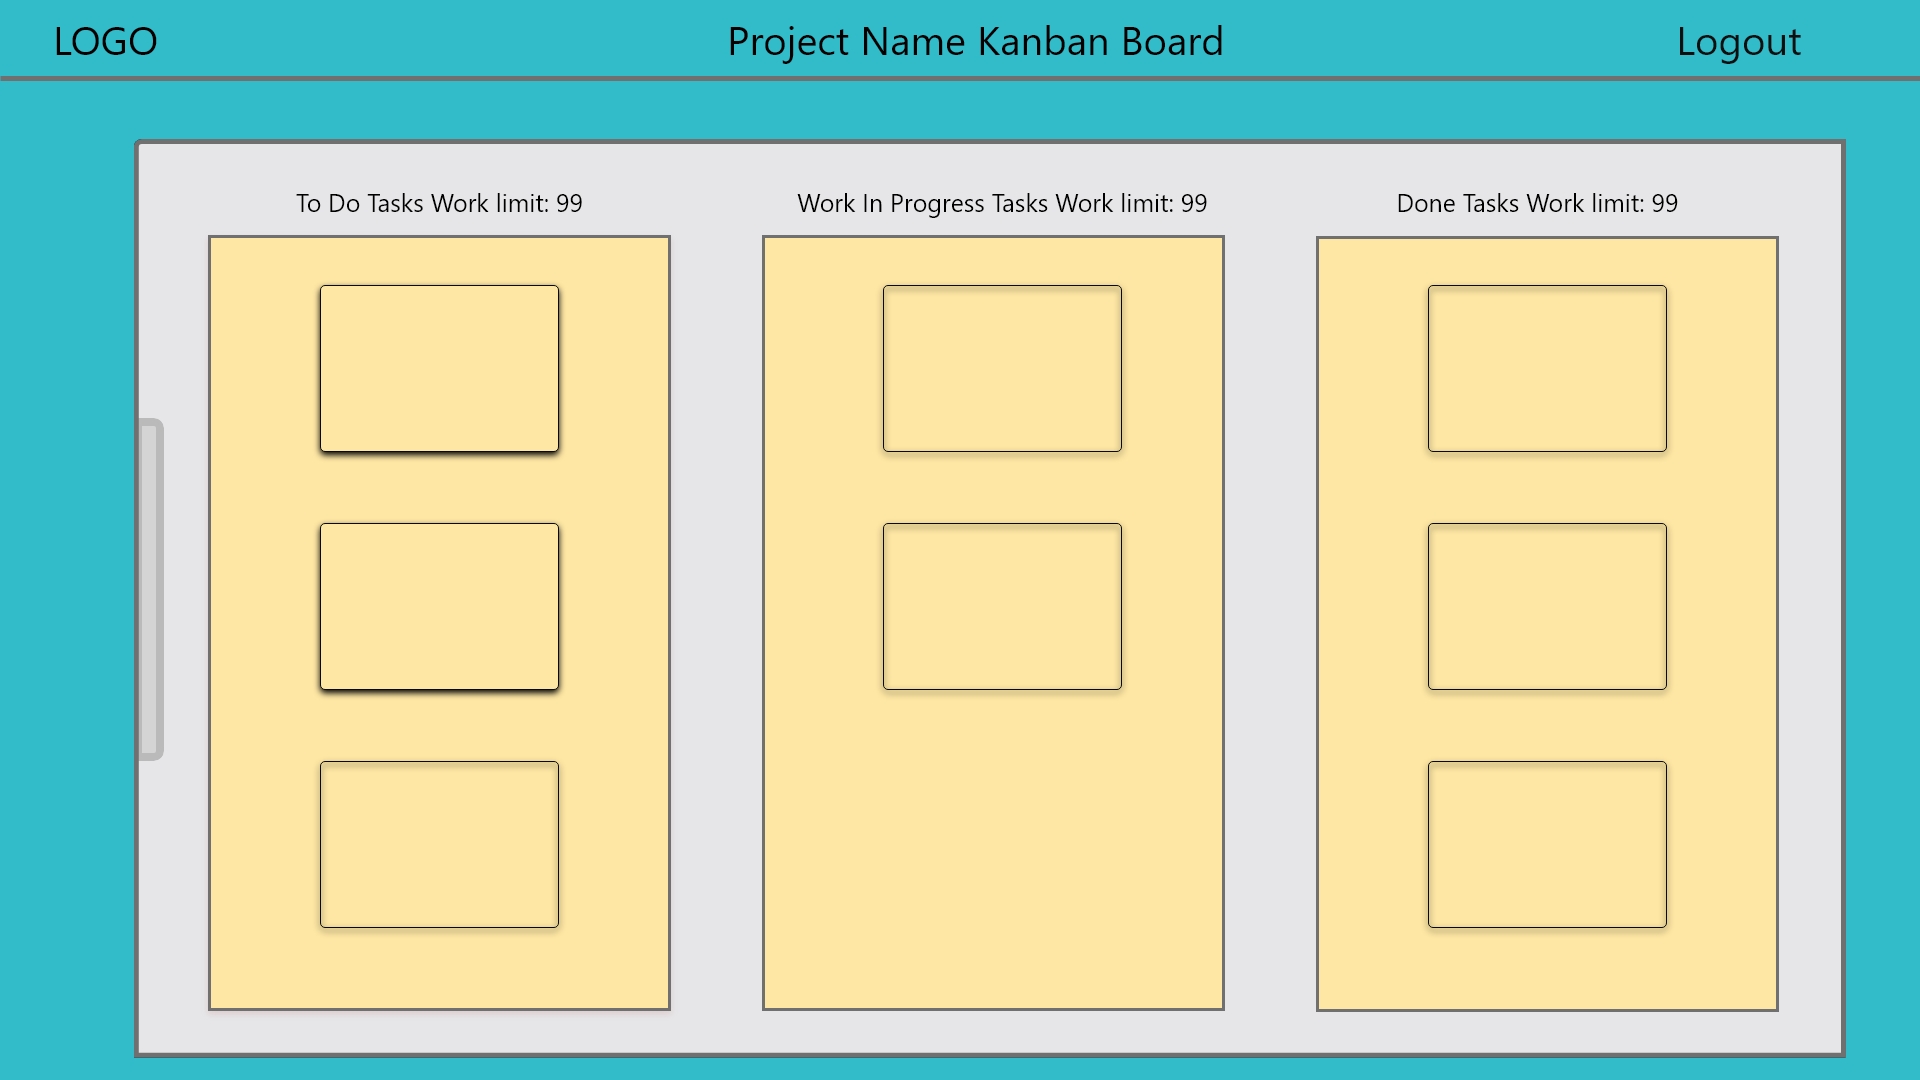 LOGO
Project Name Kanban Board
Logout
To Do Tasks Work limit: 99
Work In Progress Tasks Work limit: 99
Done Tasks Work limit: 99